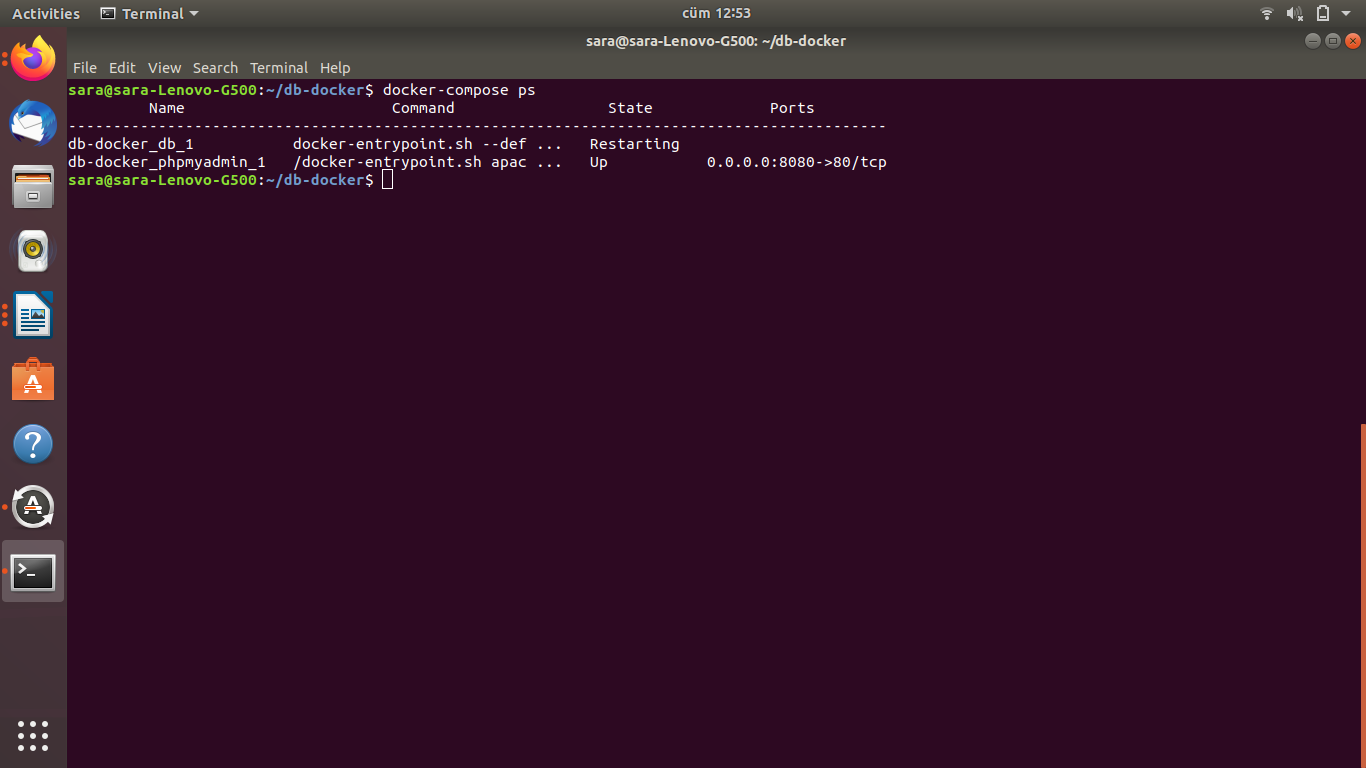 Activities Terminal cüm 12:53
sara@sara-Lenovo-G500: ~/db-docker
File Edit View Search Terminal Help
sara@sara-Lenovo-G500:~/db-docker$ docker-compose ps
Name Command State Ports
-------------------------------------------------------------------------------------------
db-docker_db_1 docker-entrypoint.sh --def ... Restarting
db-docker_phpmyadmin_1 /docker-entrypoint.sh apac ... Up 0.0.0.0:8080->80/tcp
sara@sara-Lenovo-G500:~/db-docker$